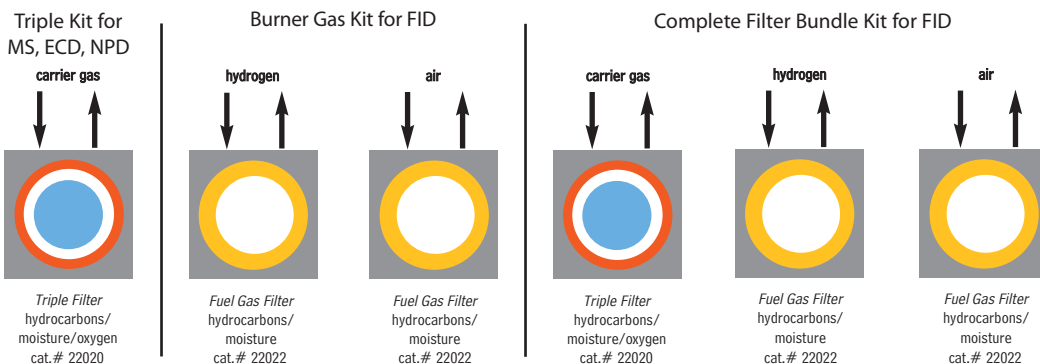 Triple Kit for
MS, ECD, NPD
carrier gas
Triple Filter
hydrocarbons/
moisture/oxygen
cat.# 22020
Burner Gas Kit for FID
hydrogen
Fuel Gas Filter
hydrocarbons/
moisture
cat.# 22022
air
Fuel Gas Filter
hydrocarbons/
moisture
cat.# 22022
Complete Filter Bundle Kit for FID
carrier gas
Triple Filter
hydrocarbons/
moisture/oxygen
cat.# 22020
hydrogen
Fuel Gas Filter
hydrocarbons/
moisture
cat.# 22022
air
Fuel Gas Filter
hydrocarbons/
moisture
cat.# 22022